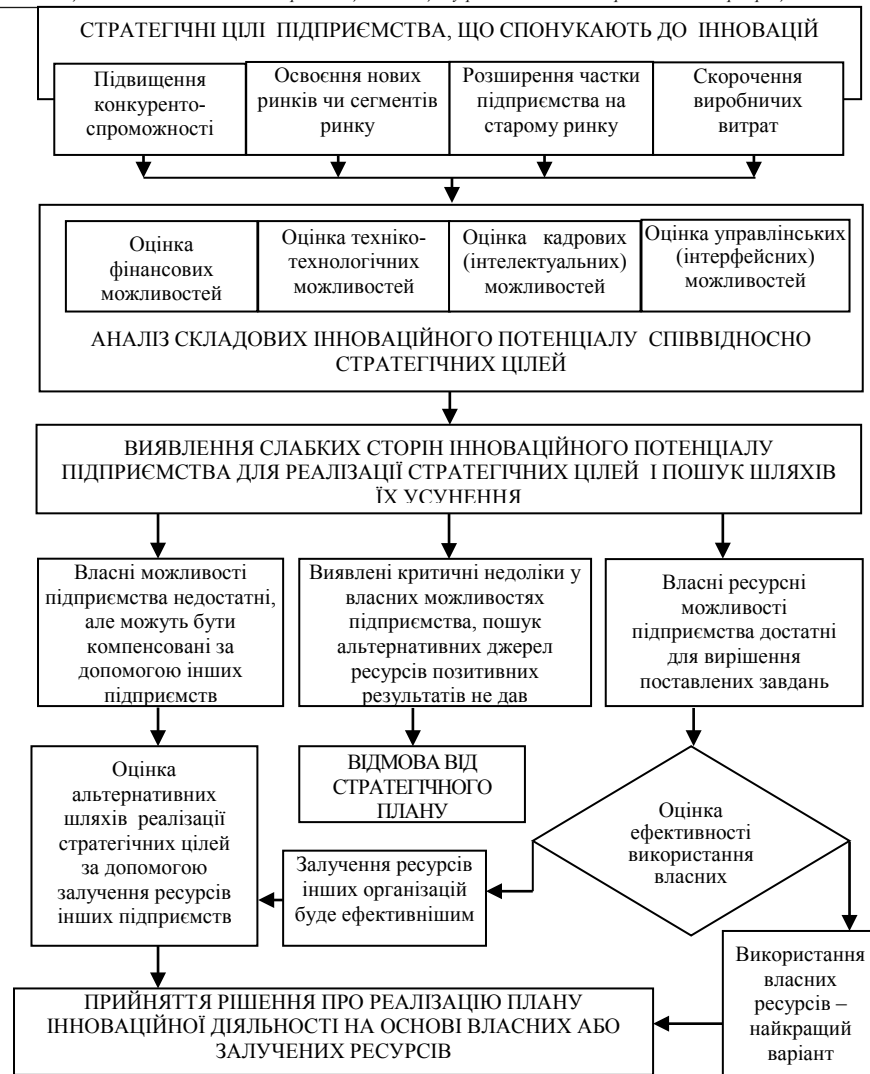 СТРАТЕГІЧНІ ЦІЛІ ПІДПРИЄМСТВА, ЩО СПОНУКАЮТЬ ДО ІННОВАЦІЙ
Підвищення
конкуренто-
спроможності
Освоєння нових
ринків чи сегментів
ринку
Розширення частки
підприємства на
старому ринку
Скорочення
виробничих
витрат
Оцінка
фінансових
можливостей
Оцінка техніко-
технологічних
можливостей
Оцінка кадрових
(інтелектуальних)
можливостей
Оцінка управлінських
(інтерфейсних)
можливостей
АНАЛІЗ СКЛАДОВИХ ІННОВАЦІЙНОГО ПОТЕНЦІАЛУ СПІВВІДНОСНО
СТРАТЕГІЧНИХ ЦІЛЕЙ
ВИЯВЛЕННЯ СЛАБКИХ СТОРІН ІННОВАЦІЙНОГО ПОТЕНЦІАЛУ
ПІДПРИЄМСТВА ДЛЯ РЕАЛІЗАЦІЇ СТРАТЕГІЧНИХ ЦІЛЕЙ І ПОШУК ШЛЯХІВ
ЇХ УСУНЕННЯ
Власні можливості
підприємства недостатні,
але можуть бути
компенсовані за
допомогою інших
підприємств
Виявлені критичні недоліки у
власних можливостях
підприємства, пошук
альтернативних джерел
ресурсів позитивних
результатів не дав
Власні ресурсні
можливості
підприємства достатні
для вирішення
поставлених завдань
Оцінка
альтернативних
шляхів реалізації
стратегічних цілей
за допомогою
залучення ресурсів
інших підприємств
ВІДМОВА ВІД
СТРАТЕГІЧНОГО
ПЛАНУ
Оцінка
ефективності
використання
власних
Залучення ресурсів
інших організацій
буде ефективнішим
Використання
власних
ресурсів –
найкращий
варіант
ПРИЙНЯТТЯ РІШЕННЯ ПРО РЕАЛІЗАЦІЮ ПЛАНУ
ІННОВАЦІЙНОЇ ДІЯЛЬНОСТІ НА ОСНОВІ ВЛАСНИХ АБО
ЗАЛУЧЕНИХ РЕСУРСІВ